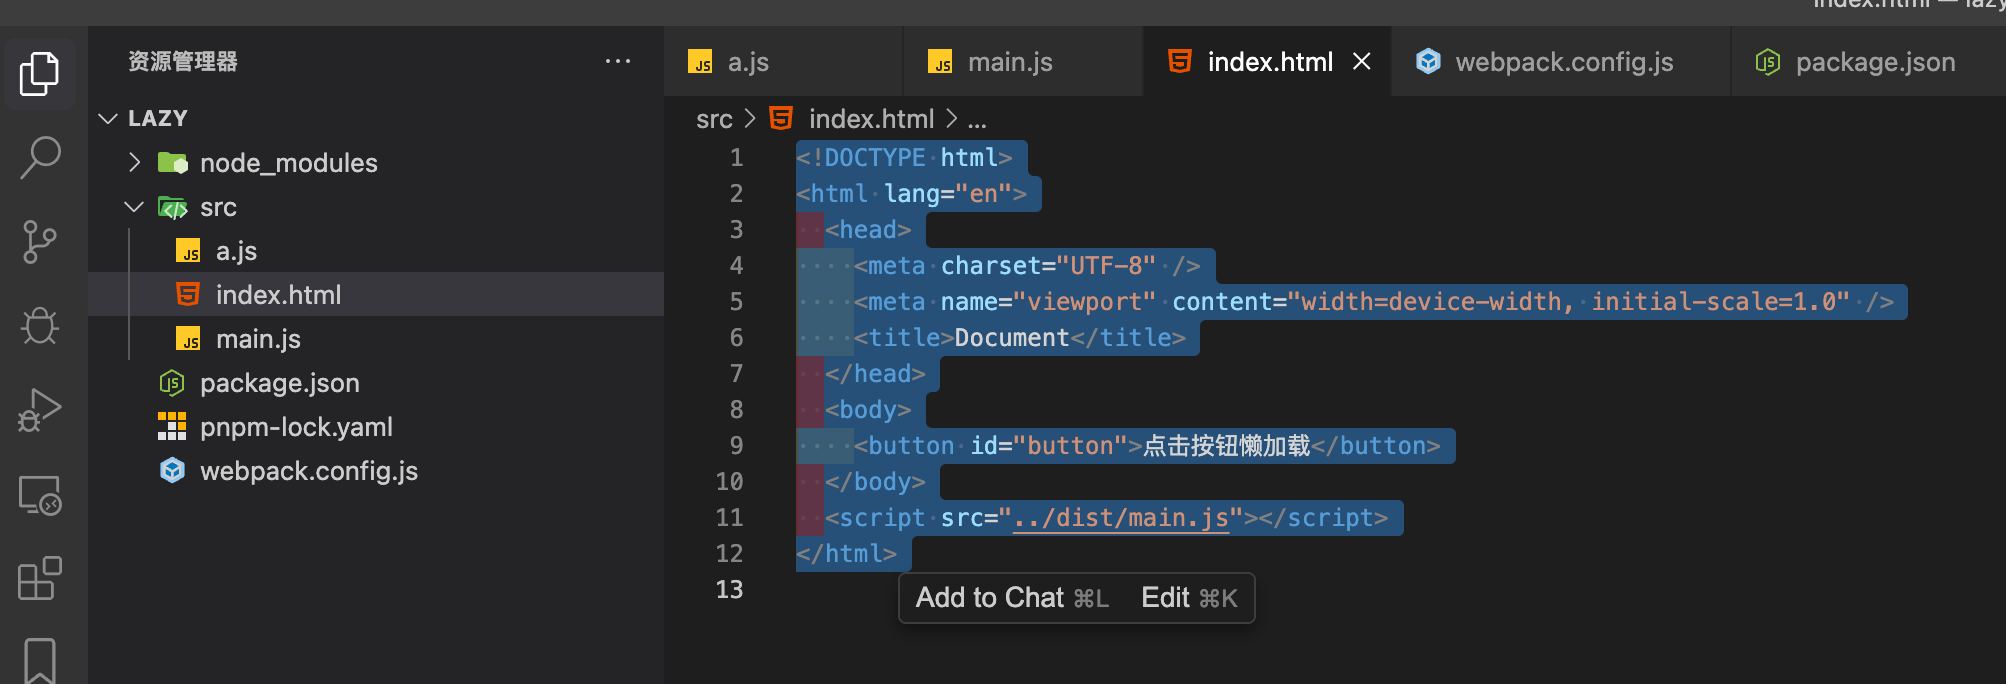 资源管理器
···
LAZY
node_modules
src
a.js
index.html
main.js
package.json
pnpm-lock.yaml
webpack.config.js
a.js
main.js
index.html
webpack.config.js
package.json
src > index.html > ...
1 <!DOCTYPE html>
2 <html lang="en">
3 <head>
4 <meta charset="UTF-8" />
5 <meta name="viewport" content="width=device-width, initial-scale=1.0" />
6 <title>Document</title>
7 </head>
8 <body>
9 <button id="button">点击按钮懒加载</button>
10 </body>
11 <script src="../dist/main.js"></script>
12 </html>
13
Add to Chat ⌘L Edit ⌘K